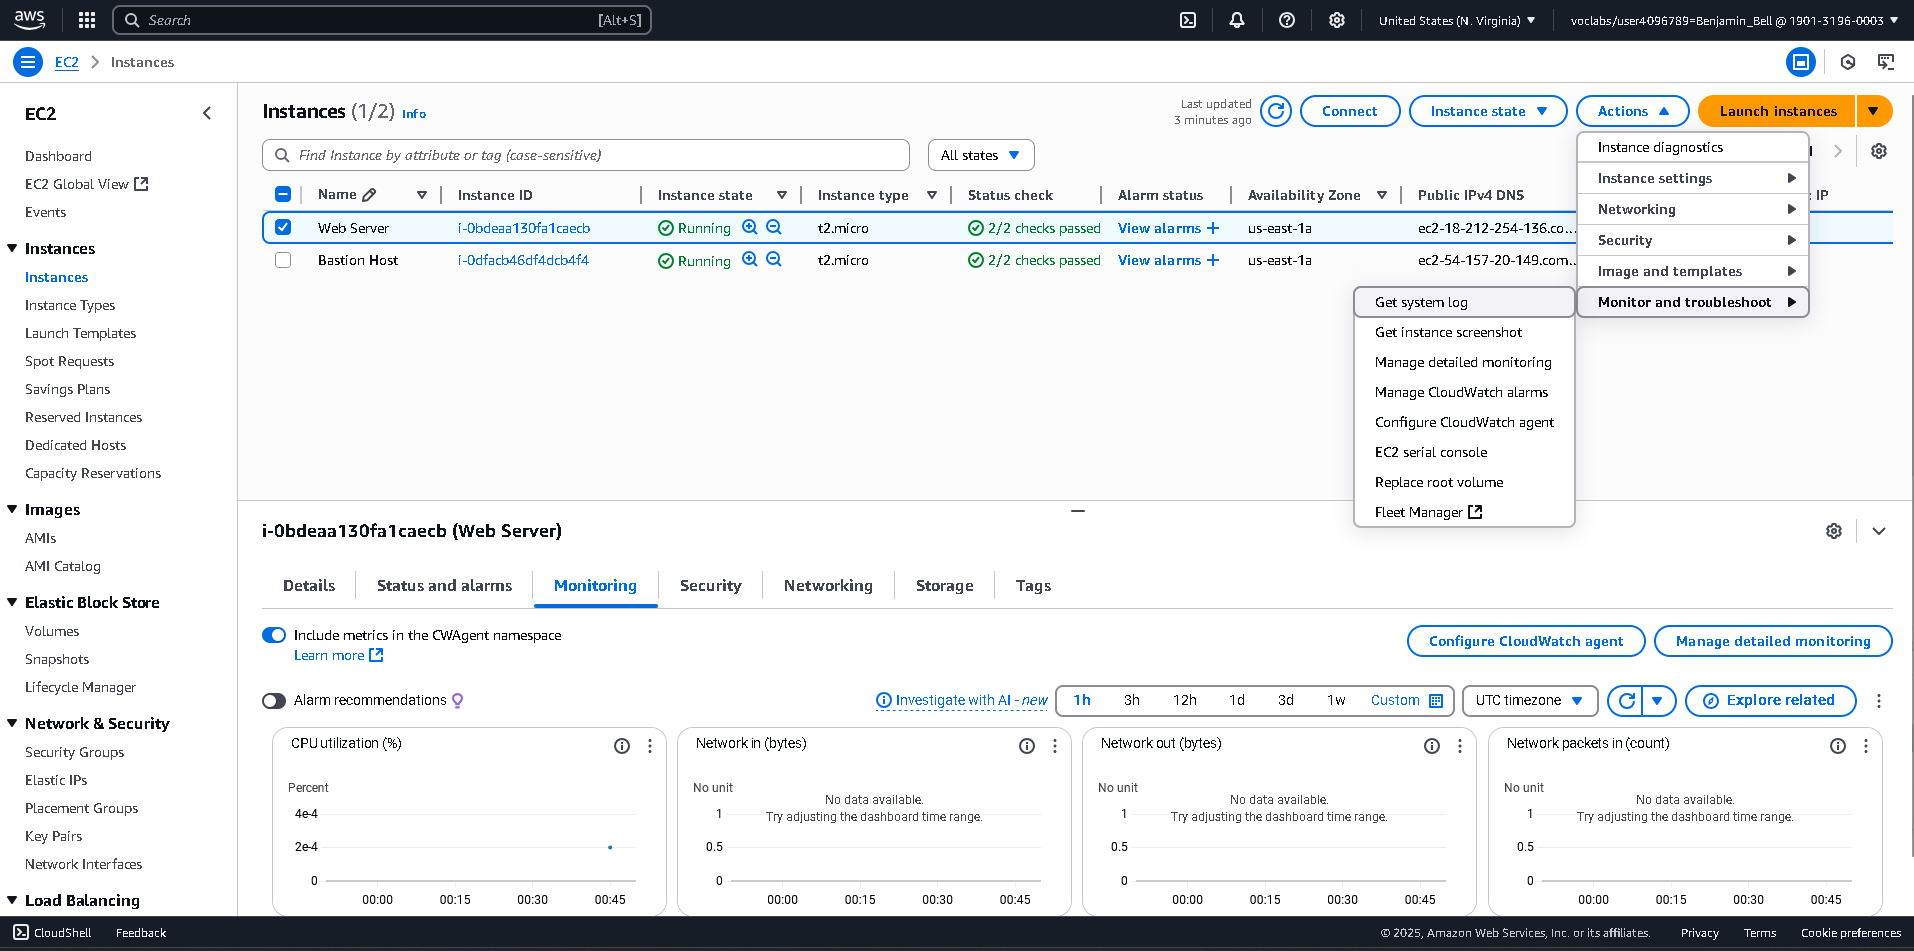 aws
Search [Alt+S]
United States (N. Virginia)
voclabs/user4096789=Benjamin_Bell @ 1901-3196-0003
EC2 Instances
EC2
Dashboard
EC2 Global View
Events
Instances
Instances
Instance Types
Launch Templates
Spot Requests
Savings Plans
Reserved Instances
Dedicated Hosts
Capacity Reservations
Images
AMIs
AMI Catalog
Elastic Block Store
Volumes
Snapshots
Lifecycle Manager
Network & Security
Security Groups
Elastic IPs
Placement Groups
Key Pairs
Network Interfaces
Load Balancing
Instances (1/2) Info
Last updated
3 minutes ago
Connect
Instance state
Actions
Launch instances
Find Instance by attribute or tag (case-sensitive)
All states
Name Instance ID Instance state Instance type Status check Alarm status Availability Zone Public IPv4 DNS IP
Web Server i-0bdeaa130fa1caecb Running t2.micro 2/2 checks passed View alarms us-east-1a ec2-18-212-254-136.co...
Bastion Host i-0dfacb46df4dcb4f4 Running t2.micro 2/2 checks passed View alarms us-east-1a ec2-54-157-20-149.com...
Instance diagnostics
Instance settings
Networking
Security
Image and templates
Monitor and troubleshoot
Get system log
Get instance screenshot
Manage detailed monitoring
Manage CloudWatch alarms
Configure CloudWatch agent
EC2 serial console
Replace root volume
Fleet Manager
i-0bdeaa130fa1caecb (Web Server)
Details Status and alarms Monitoring Security Networking Storage Tags
Include metrics in the CWAgent namespace
Learn more
Configure CloudWatch agent
Manage detailed monitoring
Alarm recommendations
Investigate with AI - new
1h 3h 12h 1d 3d 1w Custom
UTC timezone
Explore related
CPU utilization (%)
Percent
4e-4
2e-4
0
00:00 00:15 00:30 00:45
Network in (bytes)
No unit
No data available.
Try adjusting the dashboard time range.
1
0.5
0
00:00 00:15 00:30 00:45
Network out (bytes)
No unit
No data available.
Try adjusting the dashboard time range.
1
0.5
0
00:00 00:15 00:30 00:45
Network packets in (count)
No unit
No data available.
Try adjusting the dashboard time range.
1
0.5
0
00:00 00:15 00:30 00:45
CloudShell Feedback
© 2025, Amazon Web Services, Inc. or its affiliates. Privacy Terms Cookie preferences